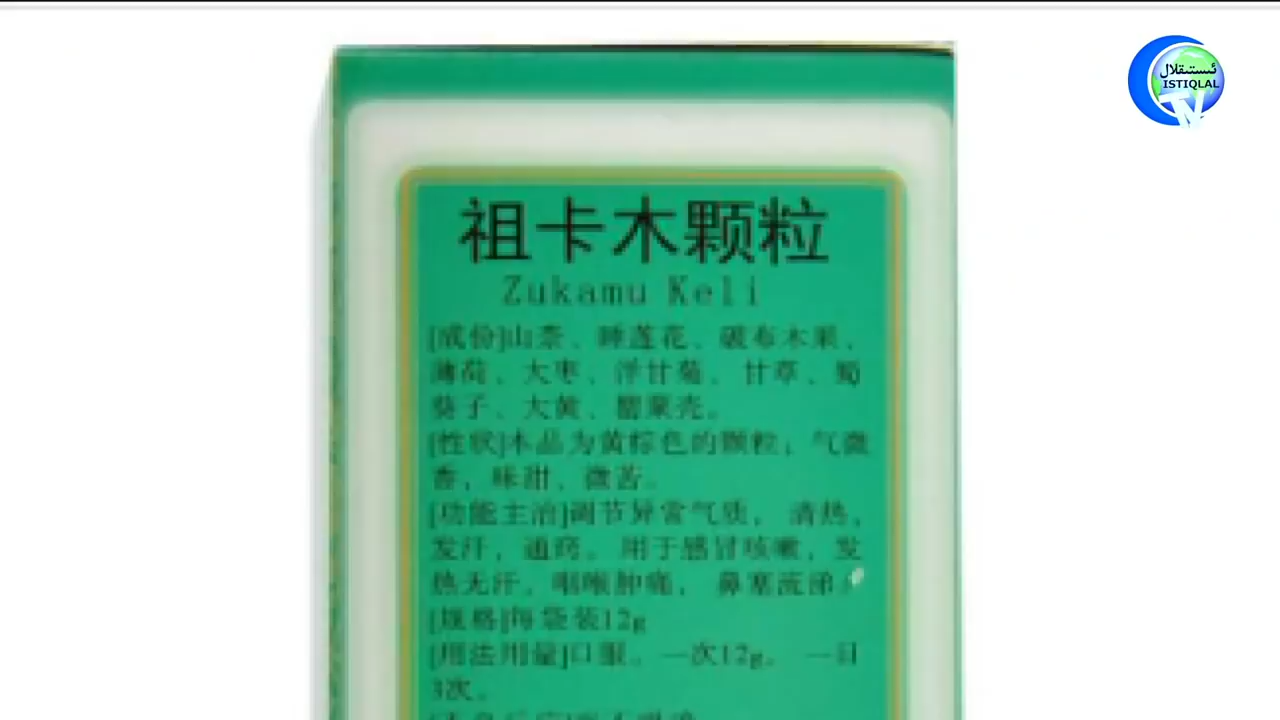 ئىستىقلال
ISTIQLAL
TV
祖卡木颗粒
Zukamu Keli
[成份]山柰、睡莲花、破布木果、
薄荷、大枣、洋甘菊、甘草、蜀
葵子、大黄、罂粟壳。
[性状]本品为黄棕色的颗粒；气微
香，味甜、微苦。
[功能主治]调节异常气质，清热，
发汗，通窍。用于感冒咳嗽，发
热无汗，咽喉肿痛，鼻塞流涕。
[规格]每袋装12g
[用法用量]口服。一次12g，一日
3次。